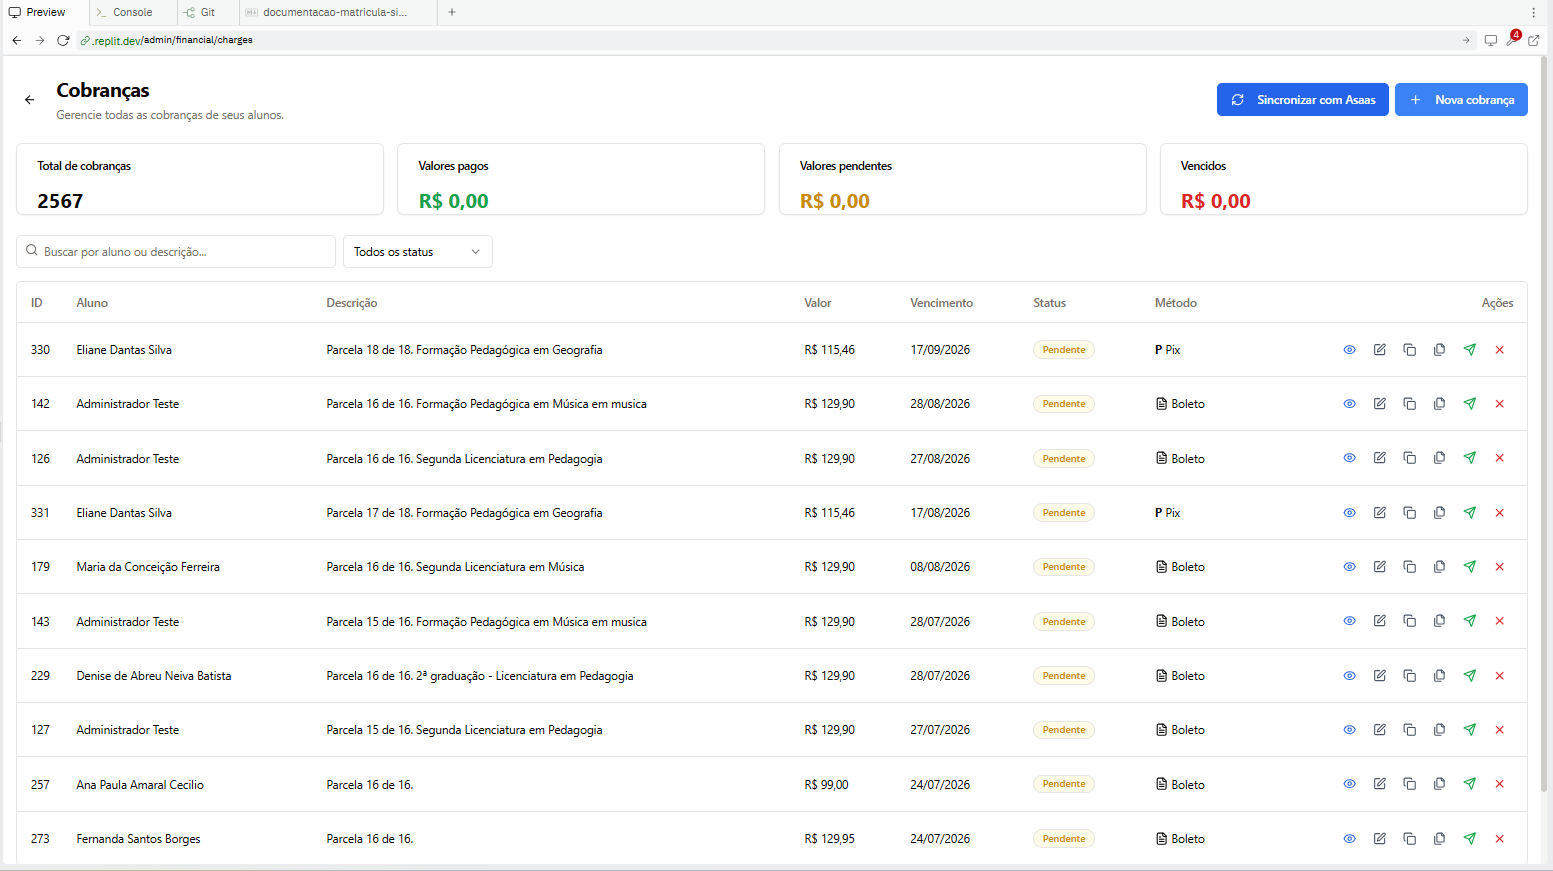 Preview
Console
Git
documentacao-matricula-si...
.replit.dev/admin/financial/charges
4
Cobranças
Gerencie todas as cobranças de seus alunos.
Sincronizar com Asaas
Nova cobrança
Total de cobranças
2567
Valores pagos
R$ 0,00
Valores pendentes
R$ 0,00
Vencidos
R$ 0,00
Buscar por aluno ou descrição...
Todos os status
ID Aluno Descrição Valor Vencimento Status Método Ações
330 Eliane Dantas Silva Parcela 18 de 18. Formação Pedagógica em Geografia R$ 115,46 17/09/2026 Pendente P Pix
142 Administrador Teste Parcela 16 de 16. Formação Pedagógica em Música em musica R$ 129,90 28/08/2026 Pendente Boleto
126 Administrador Teste Parcela 16 de 16. Segunda Licenciatura em Pedagogia R$ 129,90 27/08/2026 Pendente Boleto
331 Eliane Dantas Silva Parcela 17 de 18. Formação Pedagógica em Geografia R$ 115,46 17/08/2026 Pendente P Pix
179 Maria da Conceição Ferreira Parcela 16 de 16. Segunda Licenciatura em Música R$ 129,90 08/08/2026 Pendente Boleto
143 Administrador Teste Parcela 15 de 16. Formação Pedagógica em Música em musica R$ 129,90 28/07/2026 Pendente Boleto
229 Denise de Abreu Neiva Batista Parcela 16 de 16. 2ª graduação - Licenciatura em Pedagogia R$ 129,90 28/07/2026 Pendente Boleto
127 Administrador Teste Parcela 15 de 16. Segunda Licenciatura em Pedagogia R$ 129,90 27/07/2026 Pendente Boleto
257 Ana Paula Amaral Cecilio Parcela 16 de 16. R$ 99,00 24/07/2026 Pendente Boleto
273 Fernanda Santos Borges Parcela 16 de 16. R$ 129,95 24/07/2026 Pendente Boleto